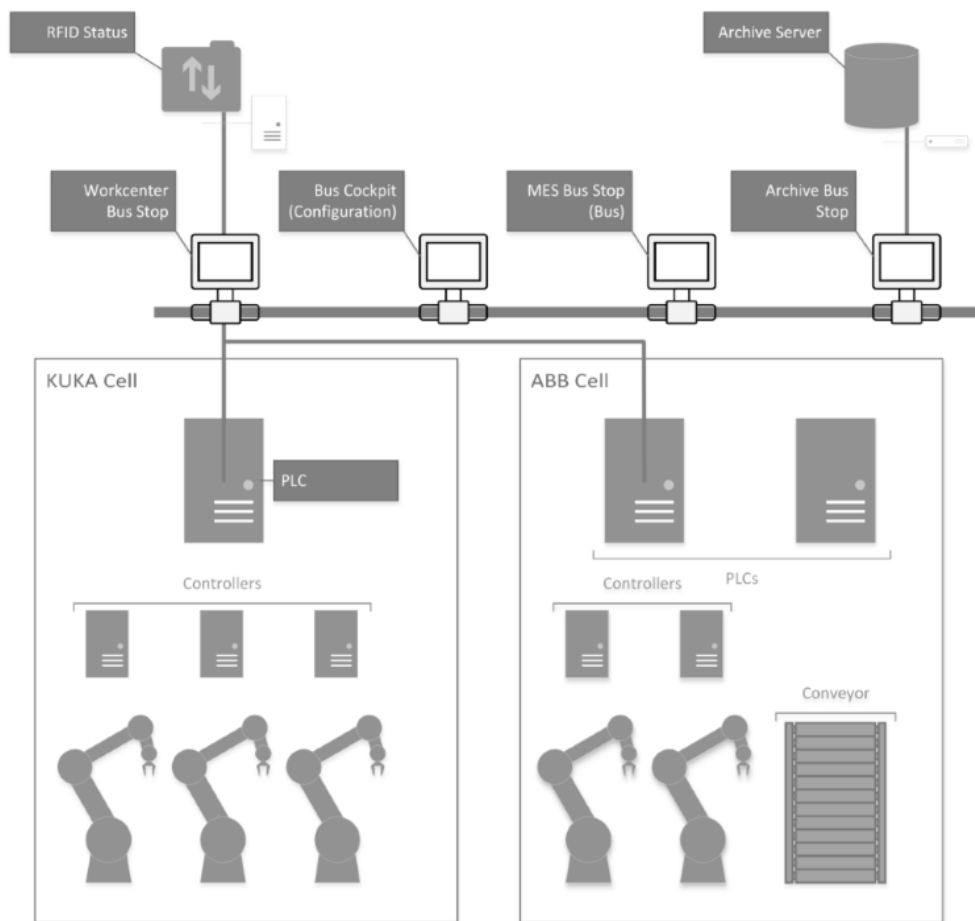 RFID Status
Archive Server
Workcenter
Bus Stop
Bus Cockpit
(Configuration)
MES Bus Stop
(Bus)
Archive Bus
Stop
KUKA Cell
ABB Cell
PLC
PLCs
Controllers
Controllers
Conveyor